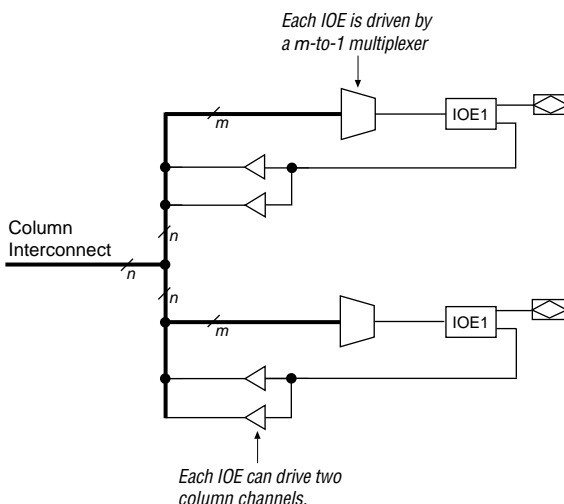 Each IOE is driven by
a m-to-1 multiplexer
m
IOE1
Column
Interconnect
n
n
n
m
IOE1
Each IOE can drive two
column channels.